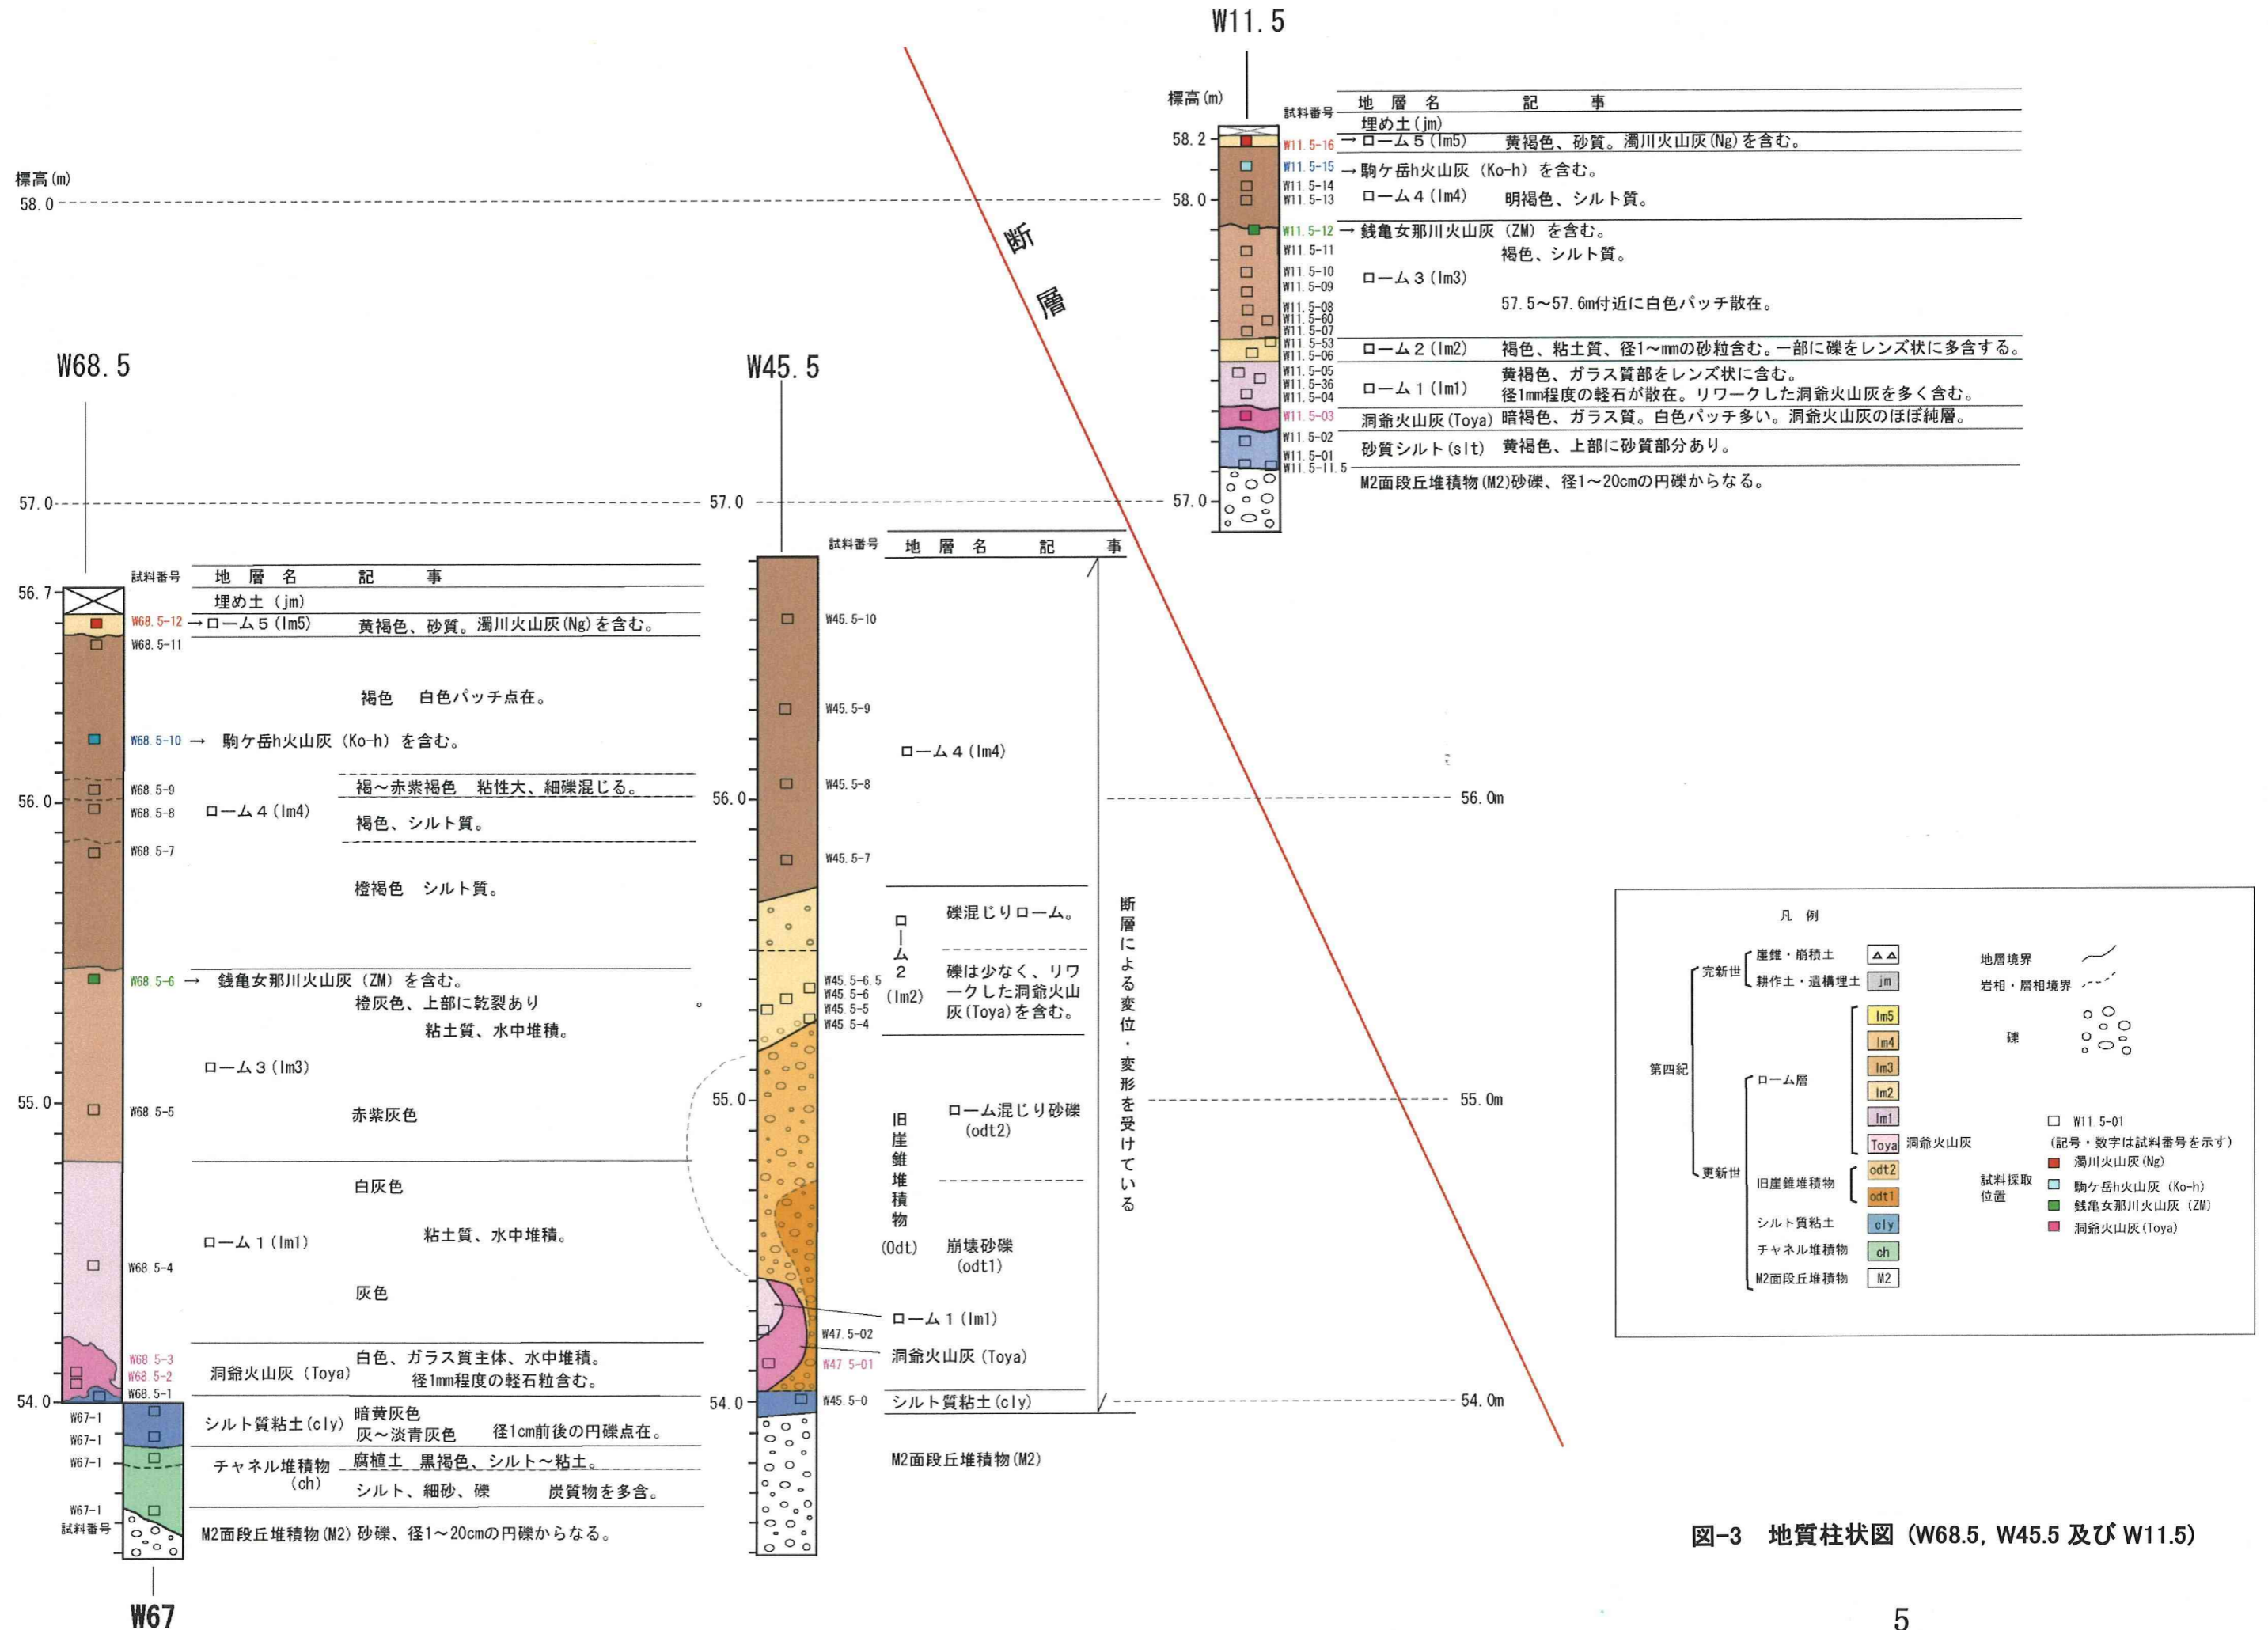 W11.5
標高(m)
試料番号 地 層 名 記 事
埋め土(jm)
58.2
W11.5-16 → ローム5(lm5) 黄褐色、砂質。濁川火山灰(Ng)を含む。
W11.5-15 → 駒ケ岳h火山灰(Ko-h)を含む。
W11.5-14
58.0
W11.5-13 ローム4(lm4) 明褐色、シルト質。
W11.5-12 → 銭亀女那川火山灰(ZM)を含む。
W11 5-11 褐色、シルト質。
W11 5-10
W11.5-09 ローム3(lm3)
W11.5-08 57.5～57.6m付近に白色パッチ散在。
W11.5-60
W11.5-07
W11 5-53
W11.5-06 ローム2(lm2) 褐色、粘土質、径1～mmの砂粒含む。一部に礫をレンズ状に多含する。
W11.5-05 黄褐色、ガラス質部をレンズ状に含む。
W11.5-36 ローム1(lm1)
W11.5-04 径1mm程度の軽石が散在。リワークした洞爺火山灰を多く含む。
W11.5-03 洞爺火山灰(Toya) 暗褐色、ガラス質。白色パッチ多い。洞爺火山灰のほぼ純層。
W11.5-02
砂質シルト(slt) 黄褐色、上部に砂質部分あり。
W11.5-01
W11.5-11.5
M2面段丘堆積物(M2)砂礫、径1～20cmの円礫からなる。
57.0
断層
標高(m)
58.0
57.0
W68.5
試料番号 地 層 名 記 事
56.7
埋め土(jm)
W68.5-12 → ローム5(lm5) 黄褐色、砂質。濁川火山灰(Ng)を含む。
W68.5-11
褐色 白色パッチ点在。
W68.5-10 → 駒ケ岳h火山灰(Ko-h)を含む。
W68.5-9 褐～赤紫褐色 粘性大、細礫混じる。
56.0
W68.5-8 ローム4(lm4)
褐色、シルト質。
W68 5-7
橙褐色 シルト質。
W68.5-6 → 銭亀女那川火山灰(ZM)を含む。
橙灰色、上部に乾裂あり
粘土質、水中堆積。
ローム3(lm3)
55.0
W68 5-5 赤紫灰色
白灰色
ローム1(lm1) 粘土質、水中堆積。
W68 5-4
灰色
W68 5-3 白色、ガラス質主体、水中堆積。
W68 5-2 洞爺火山灰(Toya)
径1mm程度の軽石粒含む。
W68.5-1
54.0
W67-1 シルト質粘土(cly) 暗黄灰色
W67-1 灰～淡青灰色 径1cm前後の円礫点在。
W67-1 チャネル堆積物 腐植土 黒褐色、シルト～粘土。
(ch) シルト、細砂、礫 炭質物を多含。
W67-1
試料番号
M2面段丘堆積物(M2) 砂礫、径1～20cmの円礫からなる。
W67
W45.5
57.0
試料番号 地 層 名 記 事
W45.5-10
W45.5-9
ローム4(lm4)
W45.5-8
56.0
56.0m
W45.5-7
ローム2
(lm2)
礫混じりローム。
礫は少なく、リワ
ークした洞爺火山
灰(Toya)を含む。
W45.5-6.5
W45 5-6
W45 5-5
W45 5-4
55.0
55.0m
旧崖錐堆積物
(Odt)
ローム混じり砂礫
(odt2)
崩壊砂礫
(odt1)
ローム1(lm1)
W47.5-02
W47 5-01 洞爺火山灰(Toya)
54.0
W45.5-0 シルト質粘土(cly)
54.0m
M2面段丘堆積物(M2)
断層による変位・変形を受けている
凡 例
第四紀
完新世
崖錐・崩積土
耕作土・遺構埋土 jm
更新世
ローム層
lm5
lm4
lm3
lm2
lm1
Toya 洞爺火山灰
旧崖錐堆積物
odt2
odt1
シルト質粘土 cly
チャネル堆積物 ch
M2面段丘堆積物 M2
地層境界
岩相・層相境界
礫
試料採取
位置
W11 5-01
(記号・数字は試料番号を示す)
濁川火山灰(Ng)
駒ケ岳h火山灰(Ko-h)
銭亀女那川火山灰(ZM)
洞爺火山灰(Toya)
図-3 地質柱状図 (W68.5, W45.5 及び W11.5)
5